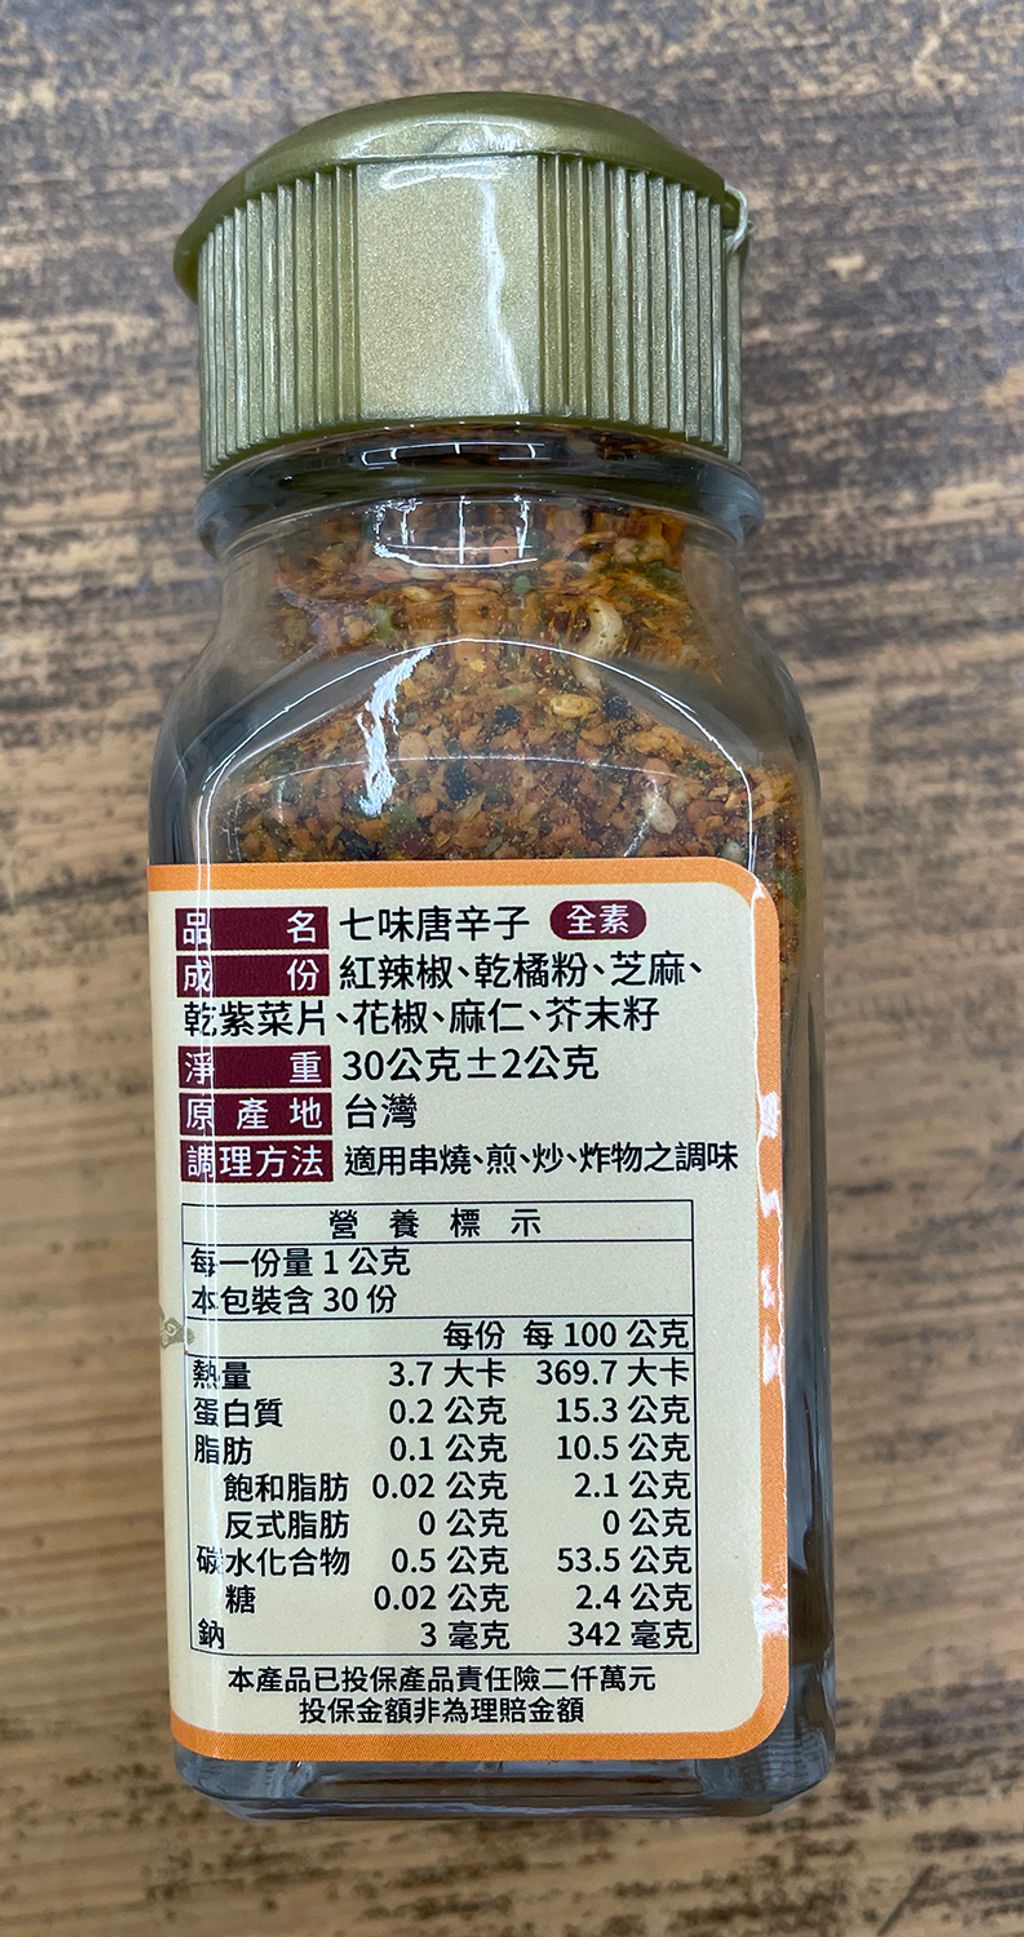 品名 七味唐辛子 全素
成份 紅辣椒、乾橘粉、芝麻、
乾紫菜片、花椒、麻仁、芥末籽
淨重 30公克±2公克
原產地 台灣
調理方法 適用串燒、煎、炒、炸物之調味
營養標示
每一份量 1 公克
本包裝含 30 份
每份 每 100 公克
熱量 3.7 大卡 369.7 大卡
蛋白質 0.2 公克 15.3 公克
脂肪 0.1 公克 10.5 公克
飽和脂肪 0.02 公克 2.1 公克
反式脂肪 0 公克 0 公克
碳水化合物 0.5 公克 53.5 公克
糖 0.02 公克 2.4 公克
鈉 3 毫克 342 毫克
本產品已投保產品責任險二仟萬元
投保金額非為理賠金額